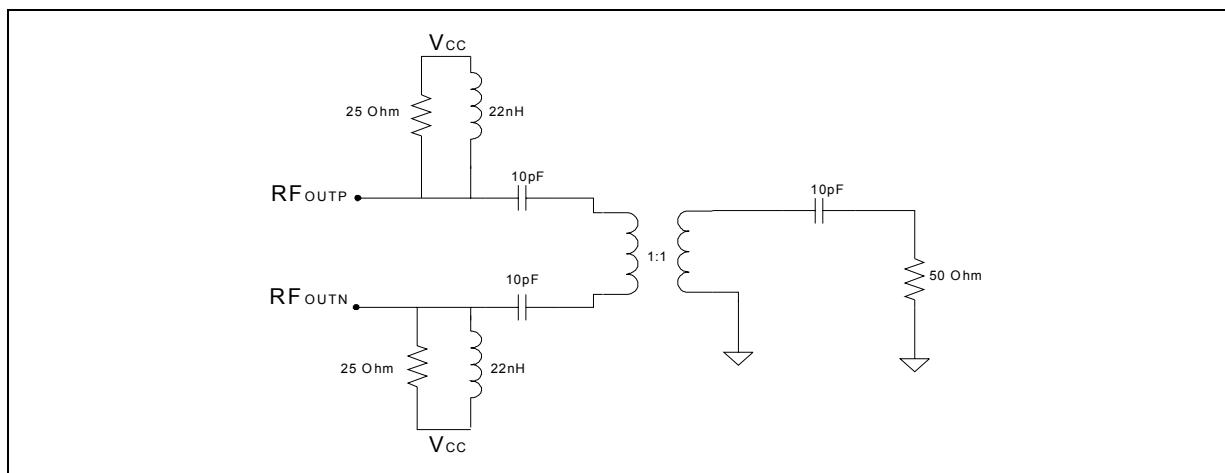 VCC
25 Ohm
22nH
10pF
10pF
RFOUTP
1:1
50 Ohm
10pF
RFOUTN
25 Ohm
22nH
VCC